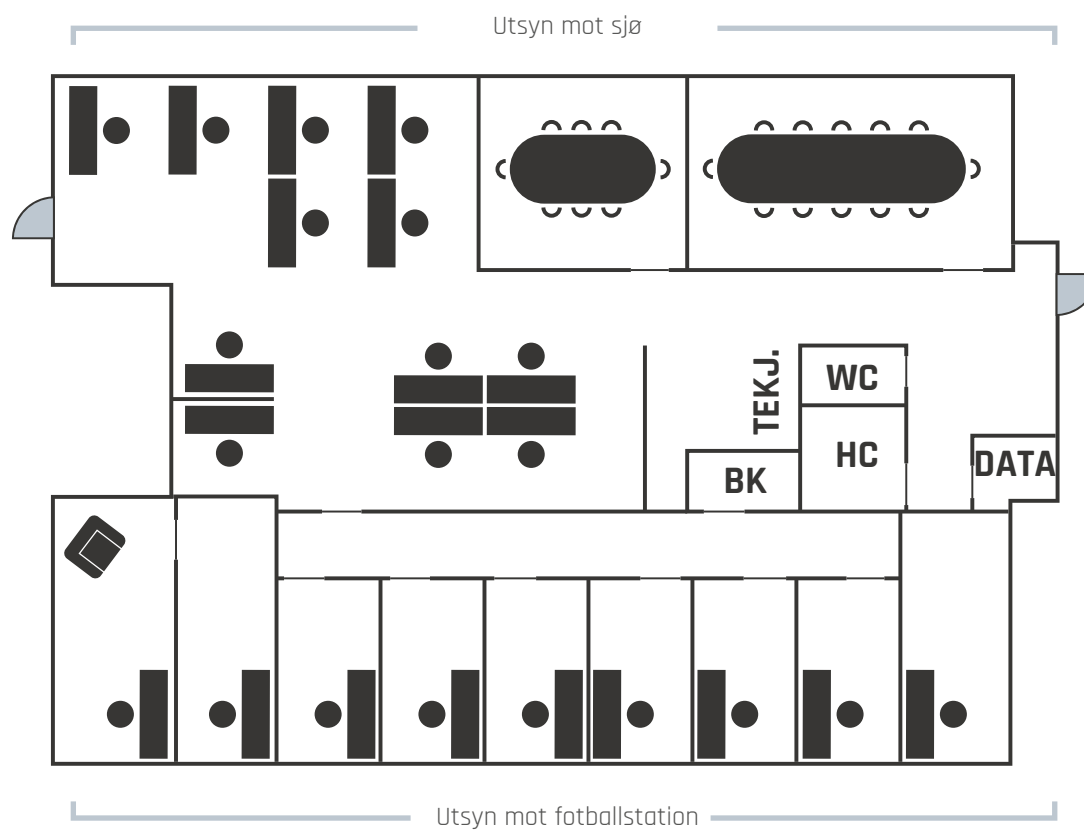 Utsyn mot sjø
TEKJ.
WC
HC
BK
DATA
Utsyn mot fotballstation